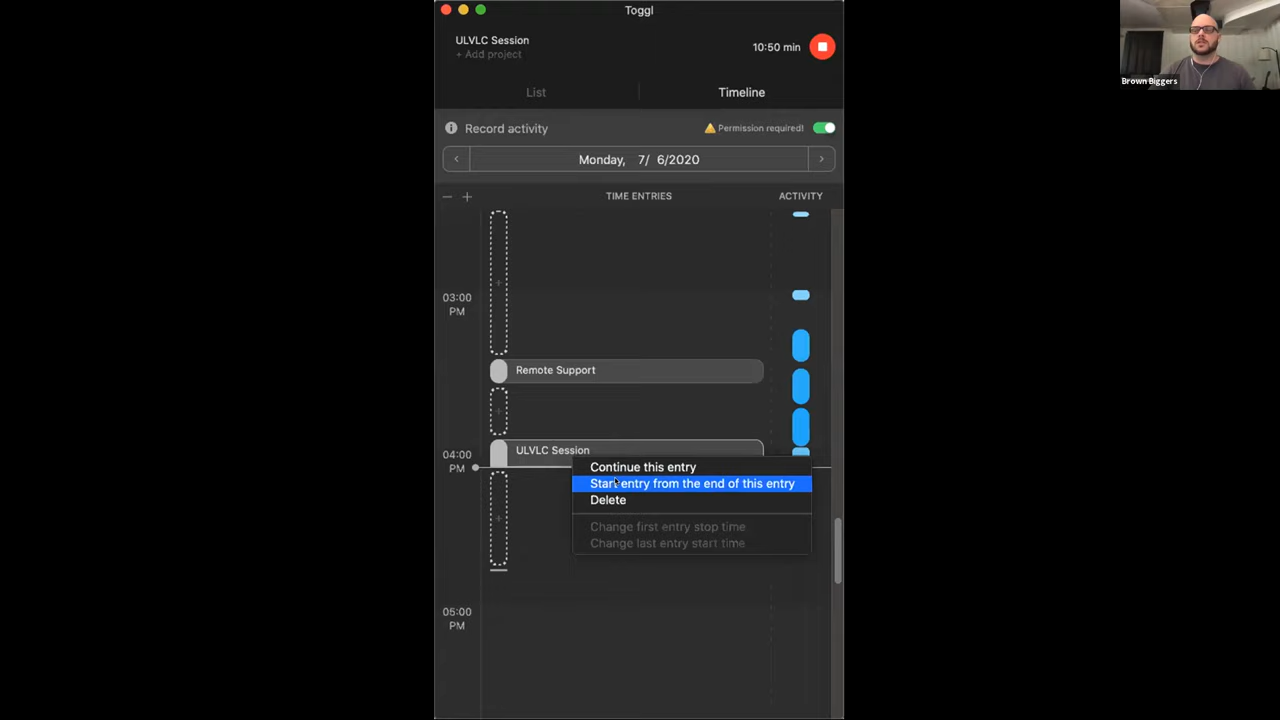 Toggl
ULVLC Session
+ Add project
10:50 min
List
Timeline
Record activity
Permission required!
Monday, 7/ 6/2020
TIME ENTRIES
ACTIVITY
03:00
PM
Remote Support
04:00
PM
ULVLC Session
Continue this entry
Start entry from the end of this entry
Delete
Change first entry stop time
Change last entry start time
05:00
PM
Brown Biggers